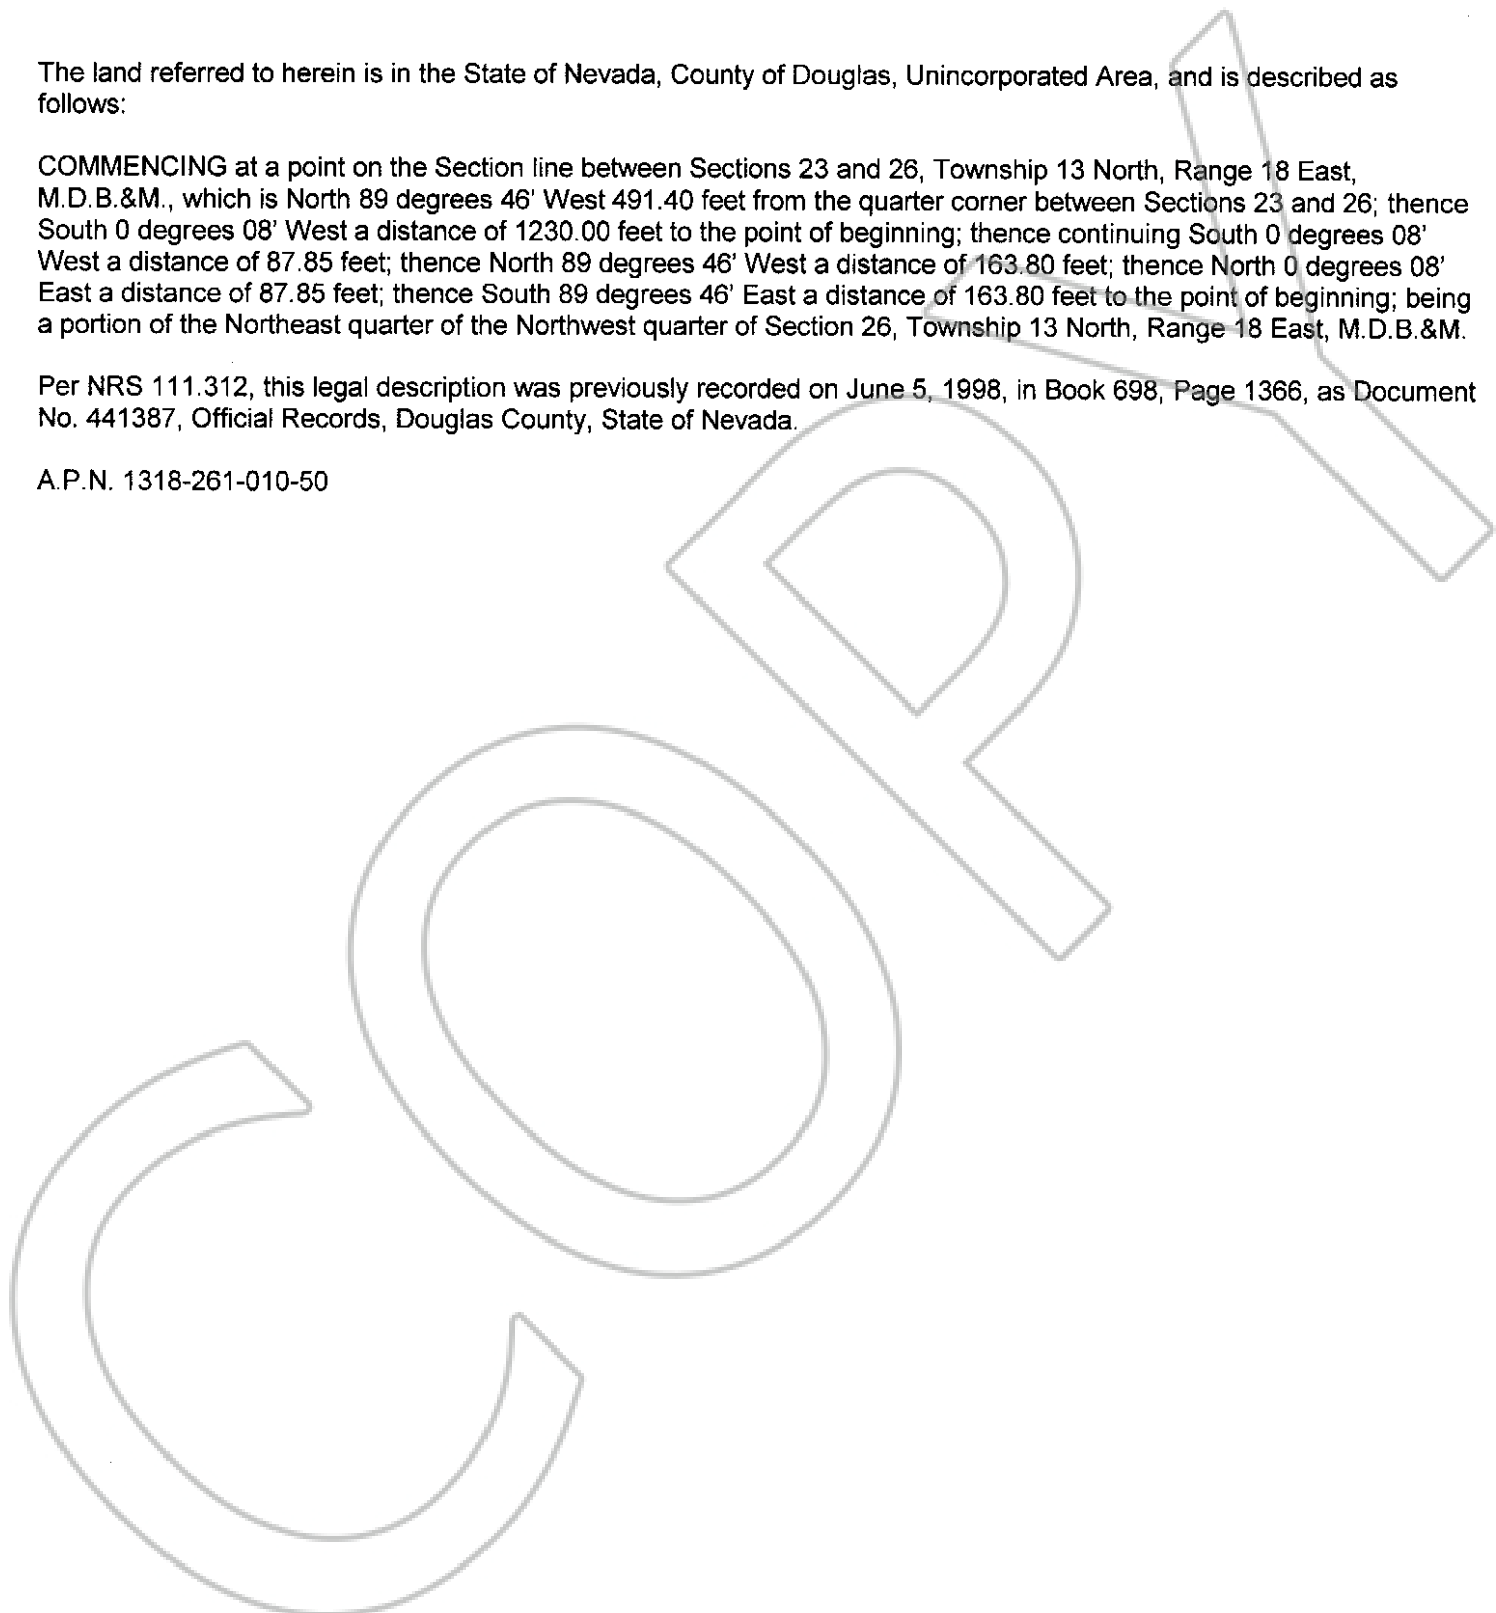 The land referred to herein is in the State of Nevada, County of Douglas, Unincorporated Area, and is described as
follows:
COMMENCING at a point on the Section line between Sections 23 and 26, Township 13 North, Range 18 East,
M.D.B.&M., which is North 89 degrees 46' West 491.40 feet from the quarter corner between Sections 23 and 26; thence
South 0 degrees 08' West a distance of 1230.00 feet to the point of beginning; thence continuing South 0 degrees 08'
West a distance of 87.85 feet; thence North 89 degrees 46' West a distance of 163.80 feet; thence North 0 degrees 08'
East a distance of 87.85 feet; thence South 89 degrees 46' East a distance of 163.80 feet to the point of beginning; being
a portion of the Northeast quarter of the Northwest quarter of Section 26, Township 13 North, Range 18 East, M.D.B.&M.
Per NRS 111.312, this legal description was previously recorded on June 5, 1998, in Book 698, Page 1366, as Document
No. 441387, Official Records, Douglas County, State of Nevada.
A.P.N. 1318-261-010-50
COPY